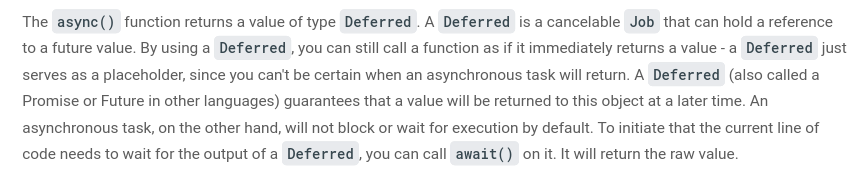 The async() function returns a value of type Deferred. A Deferred is a cancelable Job that can hold a reference
to a future value. By using a Deferred, you can still call a function as if it immediately returns a value - a Deferred just
serves as a placeholder, since you can't be certain when an asynchronous task will return. A Deferred (also called a
Promise or Future in other languages) guarantees that a value will be returned to this object at a later time. An
asynchronous task, on the other hand, will not block or wait for execution by default. To initiate that the current line of
code needs to wait for the output of a Deferred, you can call await() on it. It will return the raw value.